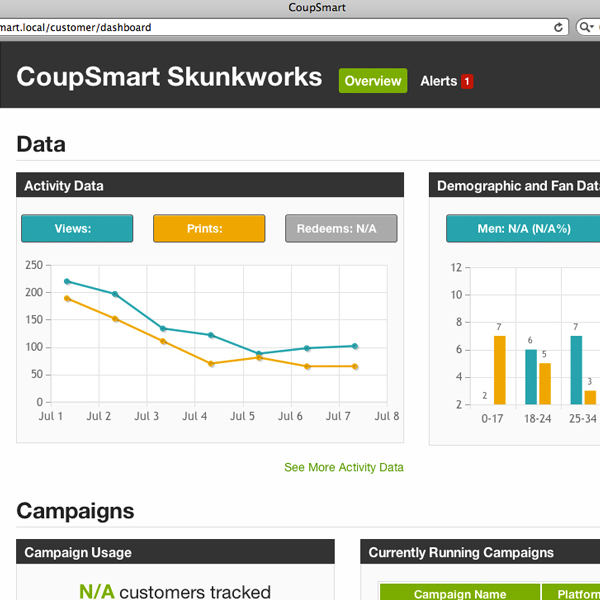 CoupSmart
mart.local/customer/dashboard
CoupSmart Skunkworks
Overview
Alerts 1
Data
Activity Data
Views:
Prints:
Redeems: N/A
250
200
150
100
50
0
Jul 1 Jul 2 Jul 3 Jul 4 Jul 5 Jul 6 Jul 7 Jul 8
See More Activity Data
Demographic and Fan Dat
Men: N/A (N/A%)
12
10
8
6
4
2
2 7 6 5 7 3
0-17 18-24 25-34
Campaigns
Campaign Usage
N/A customers tracked
Currently Running Campaigns
Campaign Name
Platforn